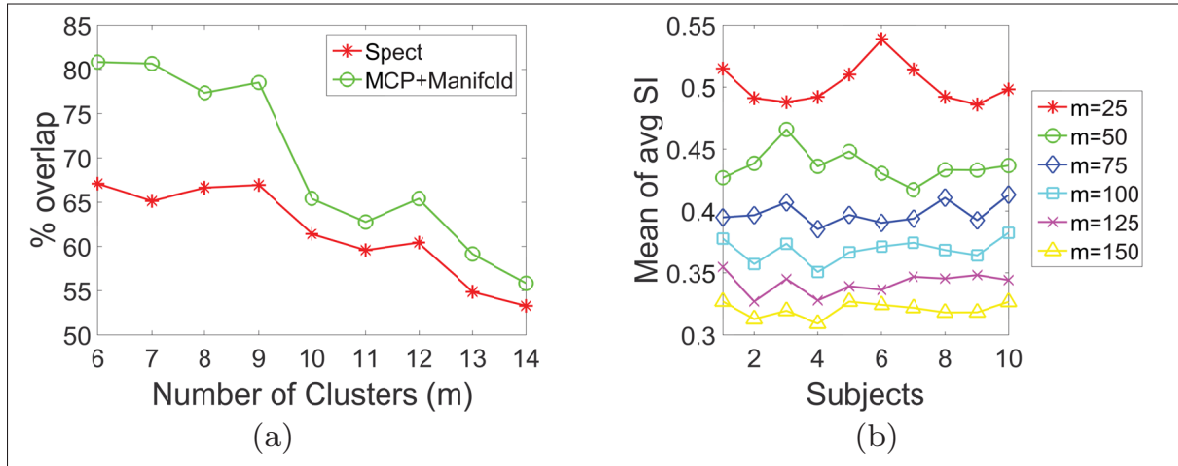 85
80
75
70
65
60
55
50
% overlap
Spect
MCP+Manifold
6 7 8 9 10 11 12 13 14
Number of Clusters (m)
(a)
0.55
0.5
0.45
0.4
0.35
0.3
Mean of avg SI
2 4 6 8 10
Subjects
m=25
m=50
m=75
m=100
m=125
m=150
(b)